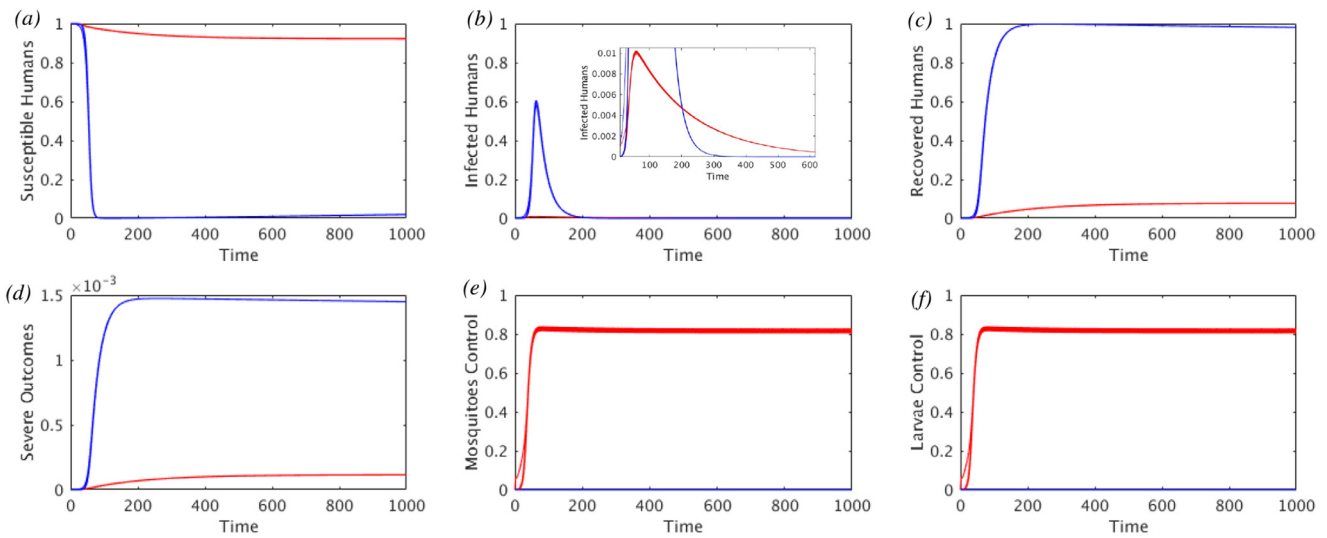 (a)
Susceptible Humans
1
0.8
0.6
0.4
0.2
0
0 200 400 600 800 1000
Time
(b)
Infected Humans
1
0.8
0.6
0.4
0.2
0
0 200 400 600 800 1000
Time
Infected Humans
0.01
0.008
0.006
0.004
0.002
0
100 200 300 400 500 600
Time
(c)
Recovered Humans
1
0.8
0.6
0.4
0.2
0
0 200 400 600 800 1000
Time
(d)
× 10⁻³
Severe Outcomes
1.5
1
0.5
0
0 200 400 600 800 1000
Time
(e)
Mosquitoes Control
1
0.8
0.6
0.4
0.2
0
0 200 400 600 800 1000
Time
(f)
Larvae Control
1
0.8
0.6
0.4
0.2
0
0 200 400 600 800 1000
Time